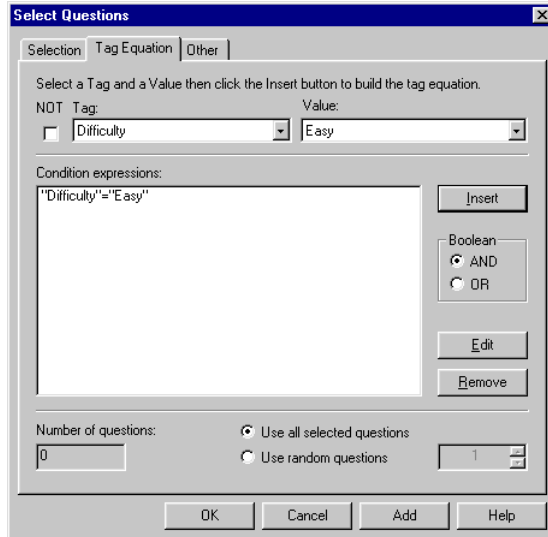 Select Questions
Selection Tag Equation Other
Select a Tag and a Value then click the Insert button to build the tag equation.
NOT Tag: Value:
Difficulty Easy
Condition expressions:
"Difficulty"="Easy"
Insert
Boolean
AND
OR
Edit
Remove
Number of questions:
0
Use all selected questions
Use random questions
1
OK Cancel Add Help